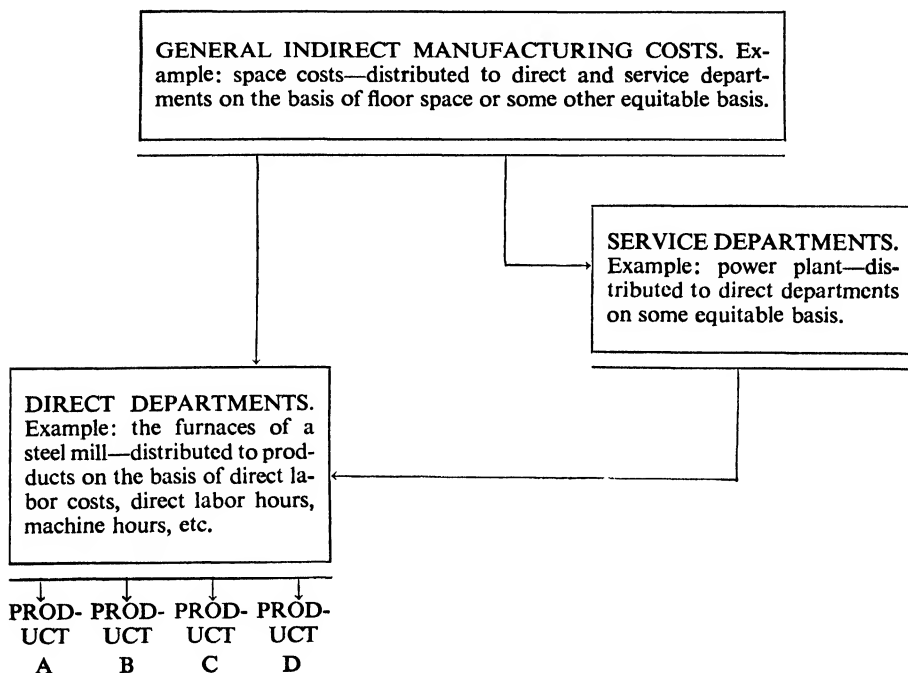 GENERAL INDIRECT MANUFACTURING COSTS. Ex-
ample: space costs—distributed to direct and service depart-
ments on the basis of floor space or some other equitable basis.
SERVICE DEPARTMENTS.
Example: power plant—dis-
tributed to direct departments
on some equitable basis.
DIRECT DEPARTMENTS.
Example: the furnaces of a
steel mill—distributed to prod-
ucts on the basis of direct la-
bor costs, direct labor hours,
machine hours, etc.
PROD- PROD- PROD- PROD-
UCT UCT UCT UCT
A B C D